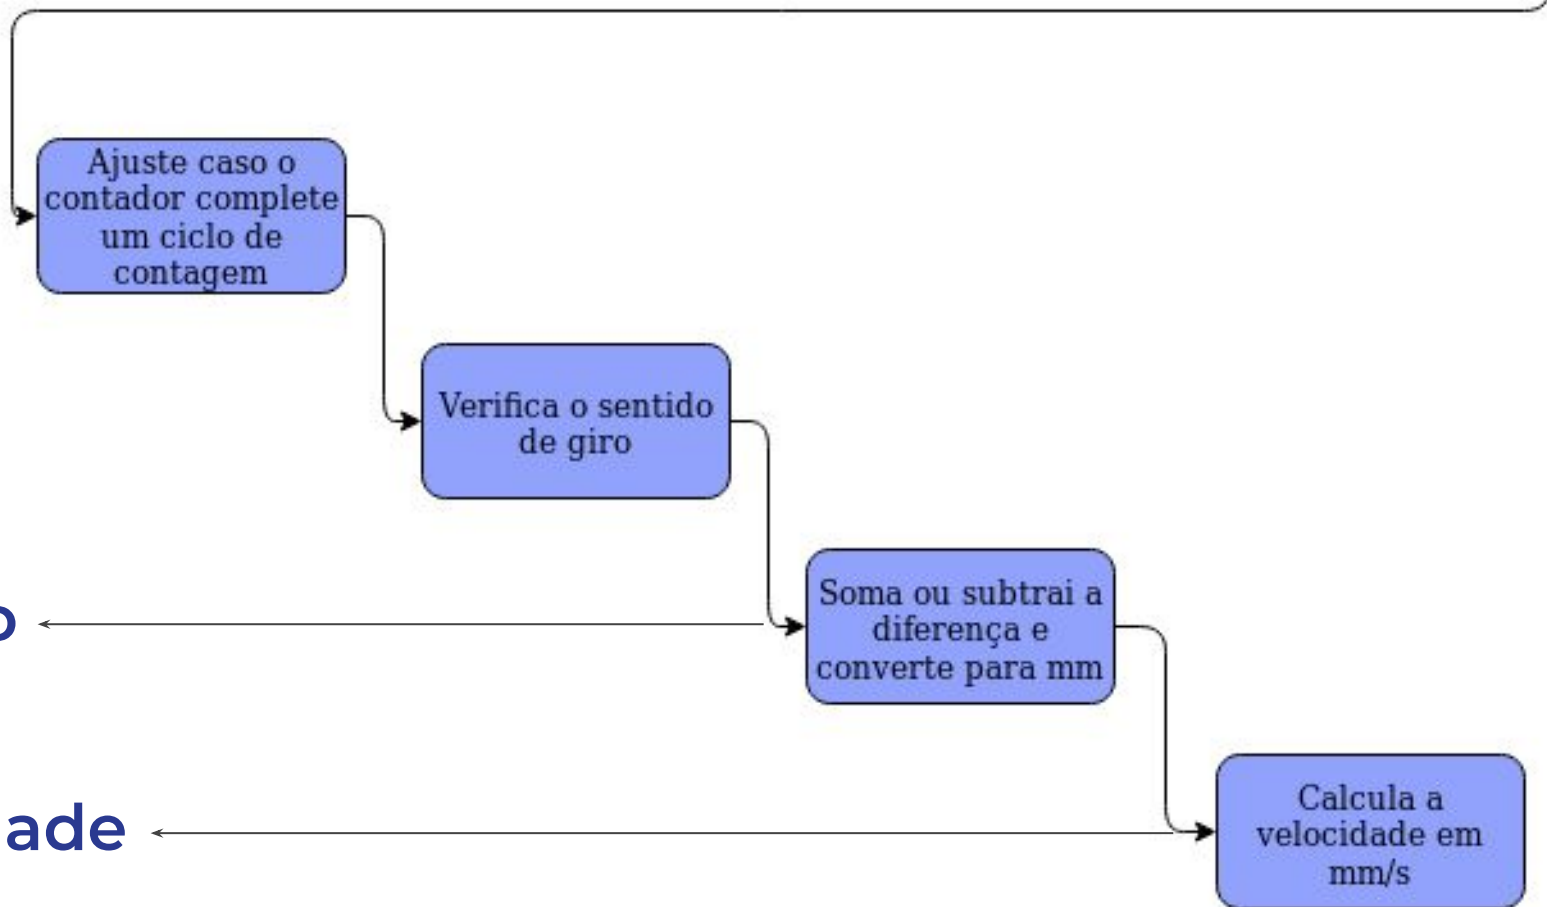 Ajuste caso o
contador complete
um ciclo de
contagem
Verifica o sentido
de giro
Soma ou subtrai a
diferença e
converte para mm
o
Calcula a
velocidade em
mm/s
ade